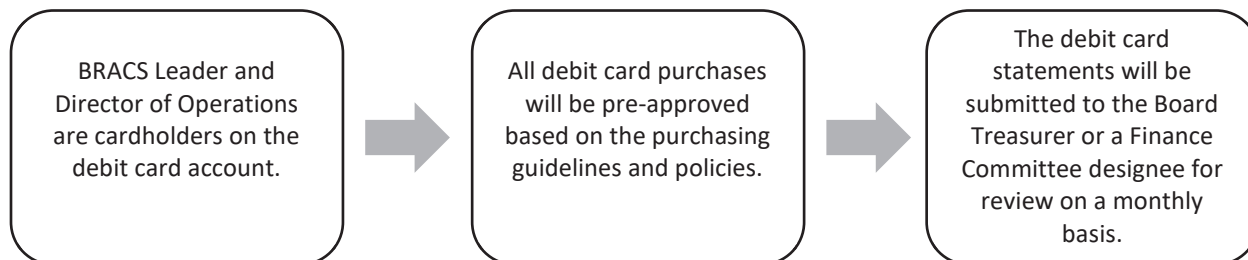 BRACS Leader and
Director of Operations
are cardholders on the
debit card account.
All debit card purchases
will be pre-approved
based on the purchasing
guidelines and policies.
The debit card
statements will be
submitted to the Board
Treasurer or a Finance
Committee designee for
review on a monthly
basis.